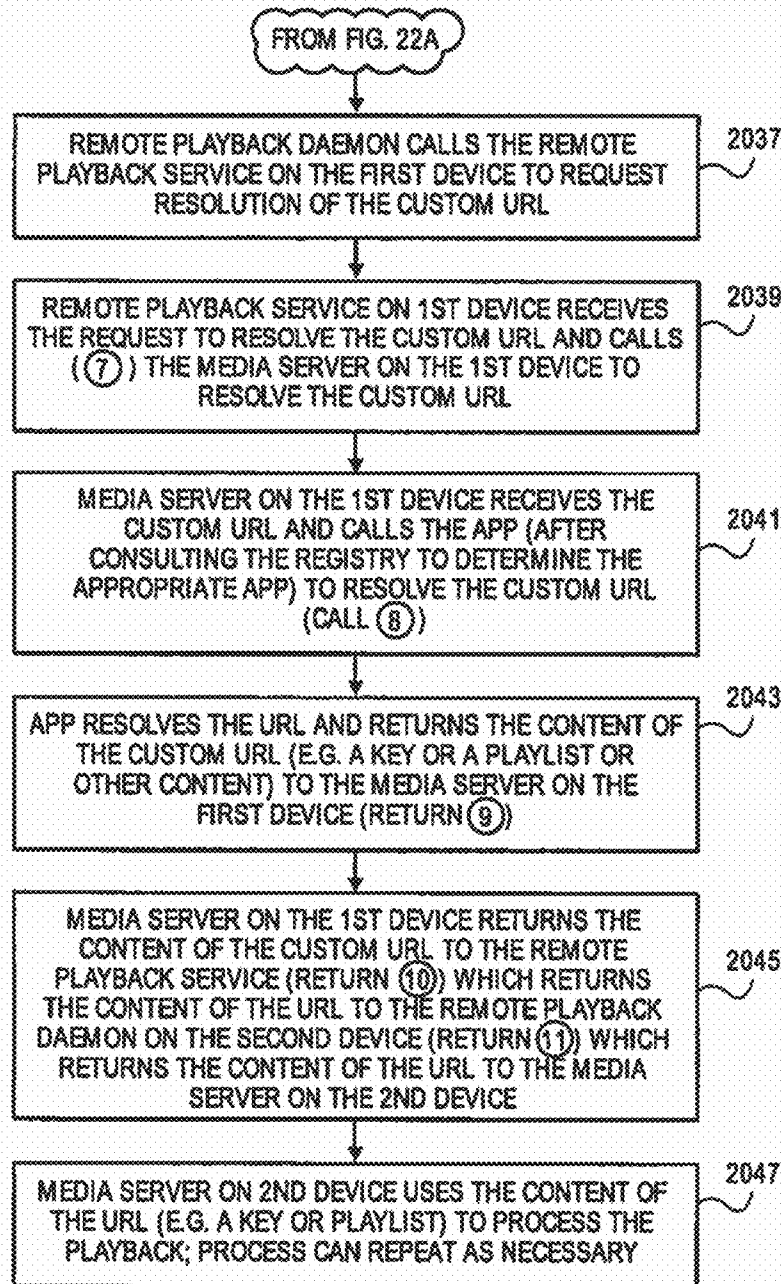 FROM FIG. 22A
REMOTE PLAYBACK DAEMON CALLS THE REMOTE
PLAYBACK SERVICE ON THE FIRST DEVICE TO REQUEST
RESOLUTION OF THE CUSTOM URL
2037
REMOTE PLAYBACK SERVICE ON 1ST DEVICE RECEIVES
THE REQUEST TO RESOLVE THE CUSTOM URL AND CALLS
(⑦) THE MEDIA SERVER ON THE 1ST DEVICE TO
RESOLVE THE CUSTOM URL
2039
MEDIA SERVER ON THE 1ST DEVICE RECEIVES THE
CUSTOM URL AND CALLS THE APP (AFTER
CONSULTING THE REGISTRY TO DETERMINE THE
APPROPRIATE APP) TO RESOLVE THE CUSTOM URL
(CALL ⑧)
2041
APP RESOLVES THE URL AND RETURNS THE CONTENT OF
THE CUSTOM URL (E.G. A KEY OR A PLAYLIST OR
OTHER CONTENT) TO THE MEDIA SERVER ON THE
FIRST DEVICE (RETURN ⑨)
2043
MEDIA SERVER ON THE 1ST DEVICE RETURNS THE
CONTENT OF THE CUSTOM URL TO THE REMOTE
PLAYBACK SERVICE (RETURN ⑩) WHICH RETURNS
THE CONTENT OF THE URL TO THE REMOTE PLAYBACK
DAEMON ON THE SECOND DEVICE (RETURN ⑪) WHICH
RETURNS THE CONTENT OF THE URL TO THE MEDIA
SERVER ON THE 2ND DEVICE
2045
MEDIA SERVER ON 2ND DEVICE USES THE CONTENT OF
THE URL (E.G. A KEY OR PLAYLIST) TO PROCESS THE
PLAYBACK; PROCESS CAN REPEAT AS NECESSARY
2047